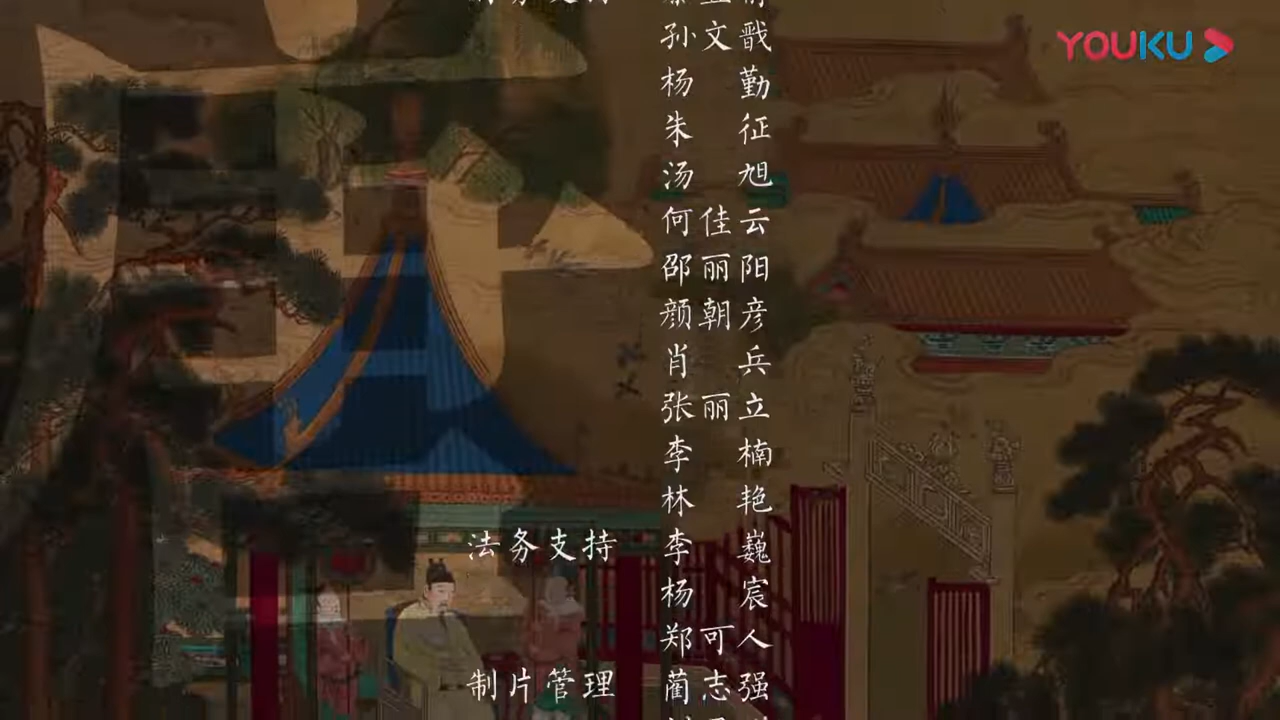 YOUKU
孙文戬
杨 勤
朱 征
汤 旭
何佳云
邵丽阳
颜朝彦
肖 兵
张丽立
李 楠
林 艳
法务支持 李 巍
杨 宸
郑可人
制片管理 蔺志强